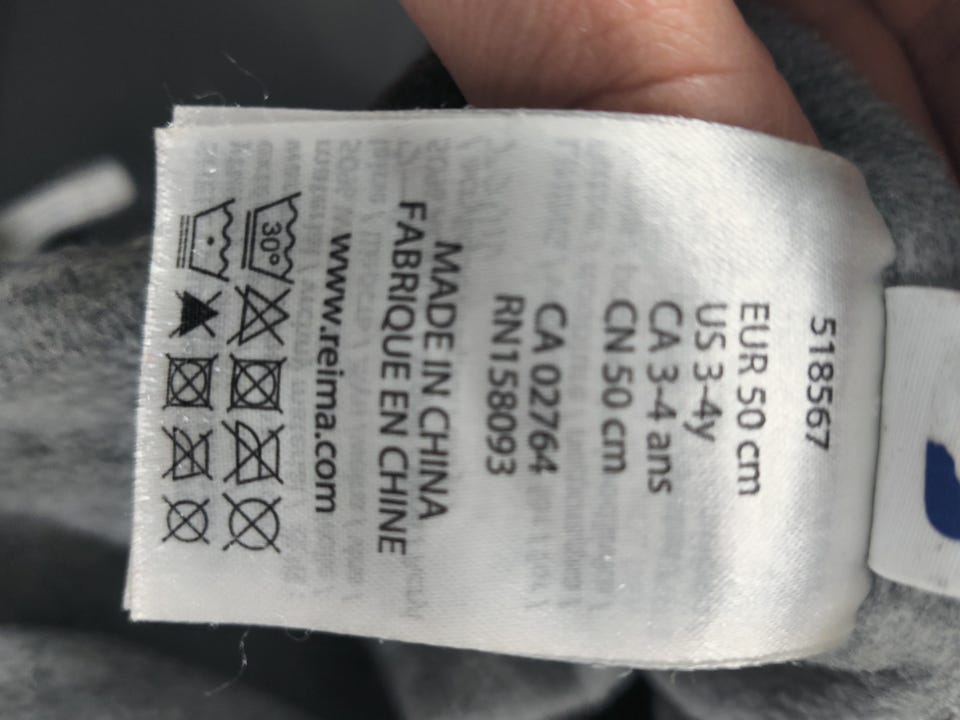 518567
EUR 50 cm
US 3-4y
CA 3-4 ans
CN 50 cm
CA 02764
RN158093
MADE IN CHINA
FABRIQUE EN CHINE
www.reima.com
30°